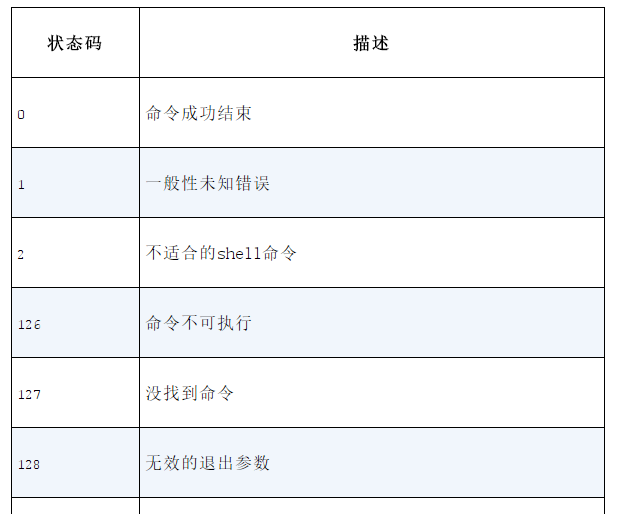 状态码 描述
0 命令成功结束
1 一般性未知错误
2 不适合的shell命令
126 命令不可执行
127 没找到命令
128 无效的退出参数